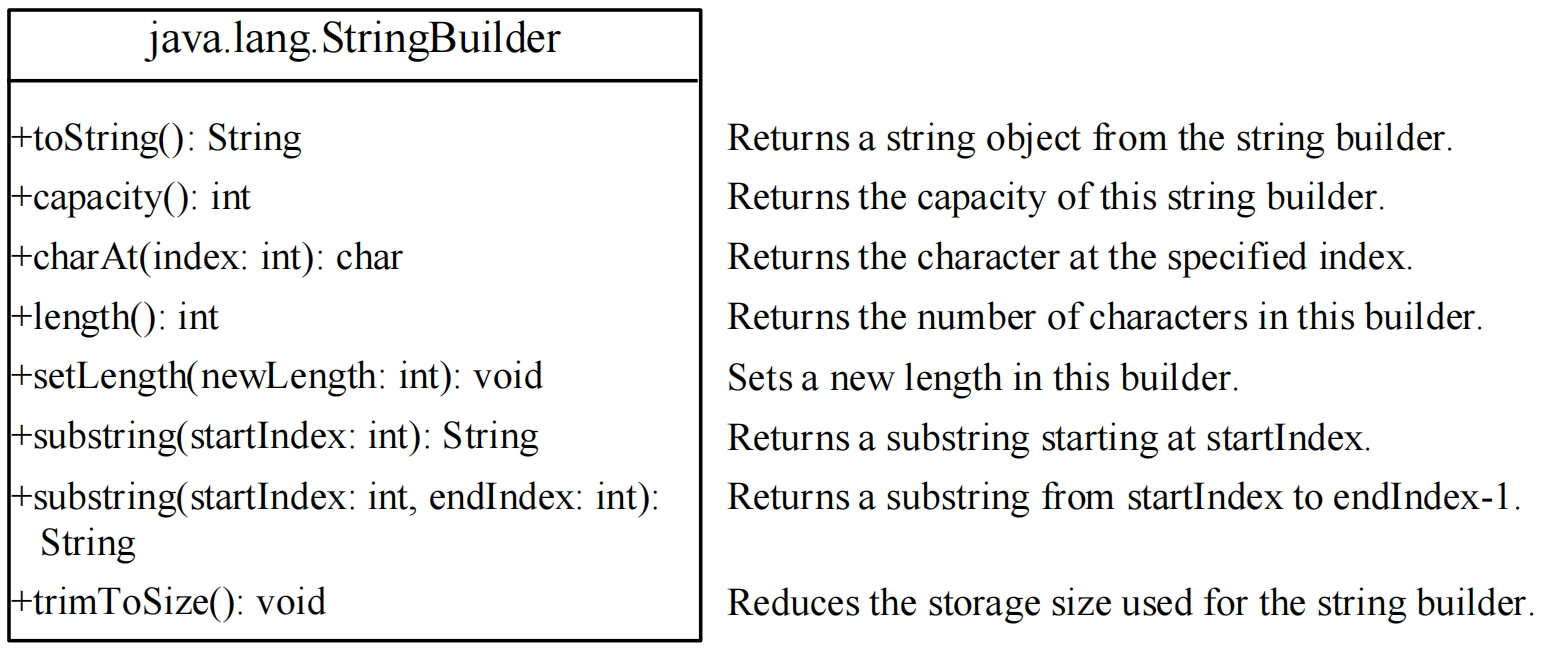 java.lang.StringBuilder
+toString(): String
Returns a string object from the string builder.
+capacity(): int
Returns the capacity of this string builder.
+charAt(index: int): char
Returns the character at the specified index.
+length(): int
Returns the number of characters in this builder.
+setLength(newLength: int): void
Sets a new length in this builder.
+substring(startIndex: int): String
Returns a substring starting at startIndex.
+substring(startIndex: int, endIndex: int):
String
Returns a substring from startIndex to endIndex-1.
+trimToSize(): void
Reduces the storage size used for the string builder.